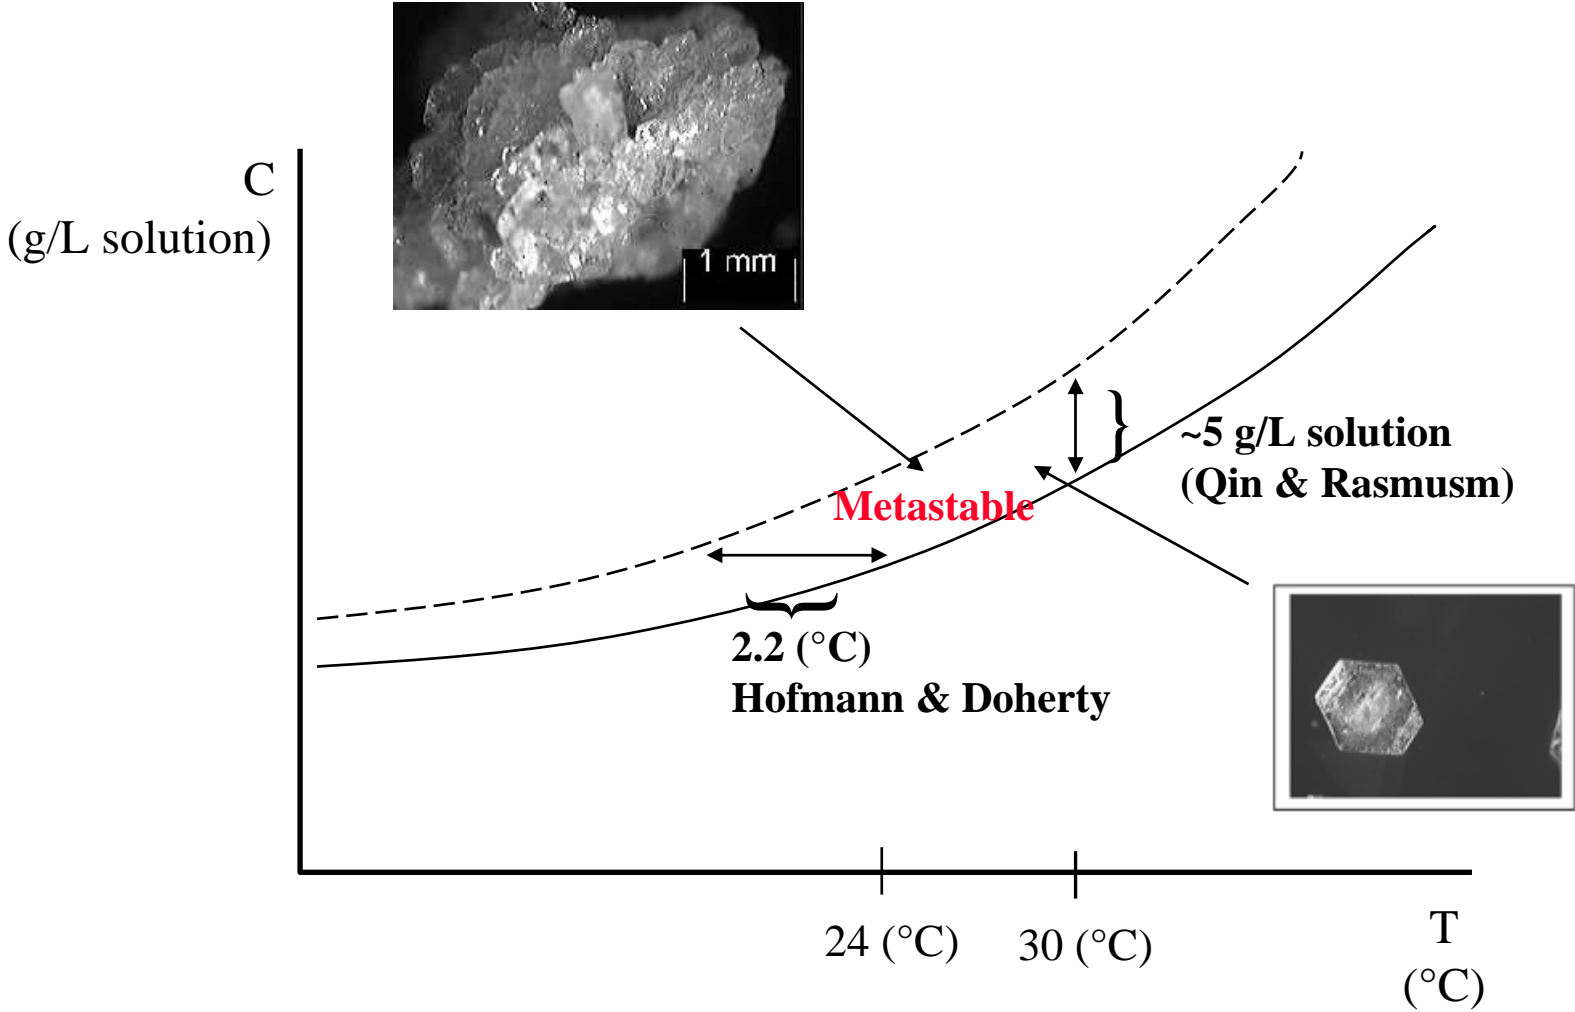 C
(g/L solution)
1 mm
~5 g/L solution
(Qin & Rasmusm)
Metastable
2.2 (°C)
Hofmann & Doherty
24 (°C)
30 (°C)
T
(°C)